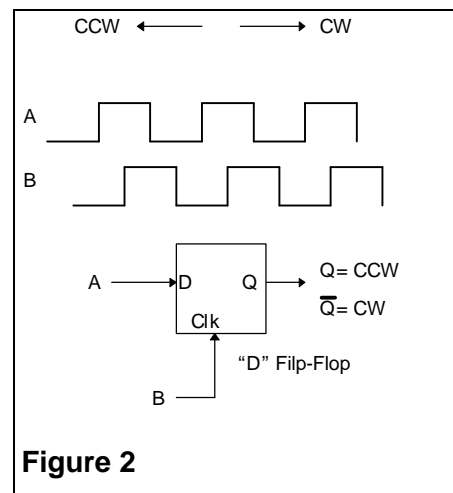 CCW CW
A
B
A D Q Q= CCW
Q̅= CW
Clk
“D” Filp-Flop
B
Figure 2